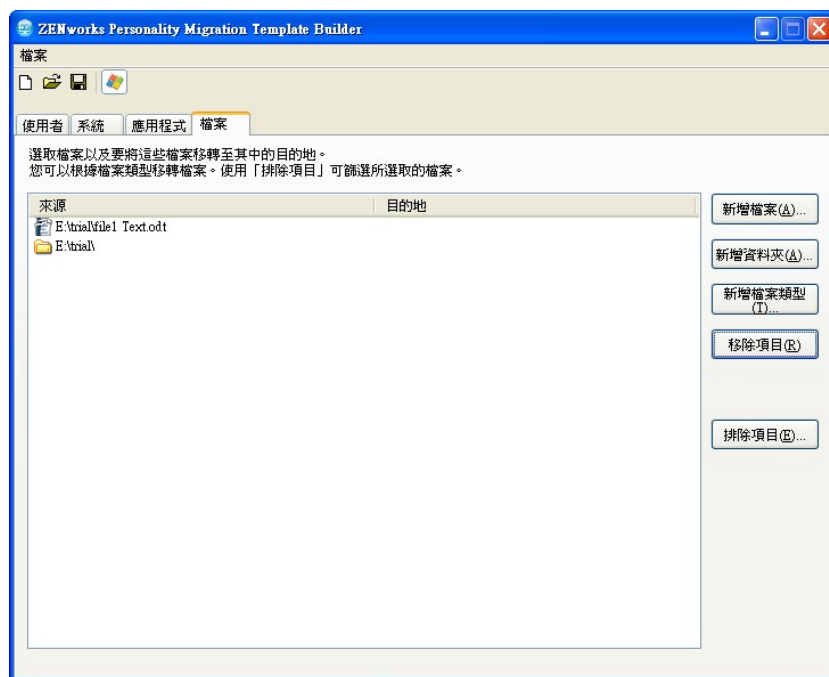 ZENworks Personality Migration Template Builder
檔案
使用者 系統 應用程式 檔案
選取檔案以及要將這些檔案移轉至其中的目的地。
您可以根據檔案類型移轉檔案。使用「排除項目」可篩選所選取的檔案。
來源 目的地
E:\trial\file1 Text.odt
E:\trial\
新增檔案(A)...
新增資料夾(A)...
新增檔案類型
(T)...
移除項目(R)
排除項目(E)...